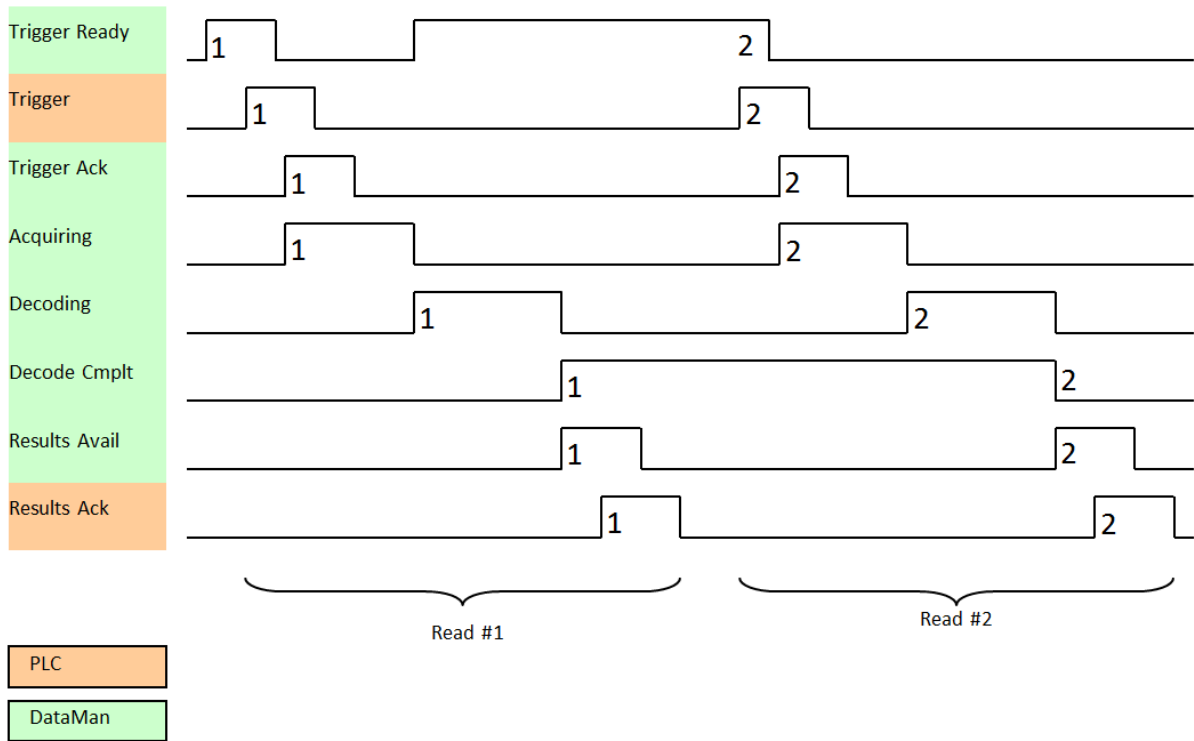 Trigger Ready 1 2
Trigger 1 2
Trigger Ack 1 2
Acquiring 1 2
Decoding 1 2
Decode Cmplt 1 2
Results Avail 1 2
Results Ack 1 2
Read #1 Read #2
PLC
DataMan